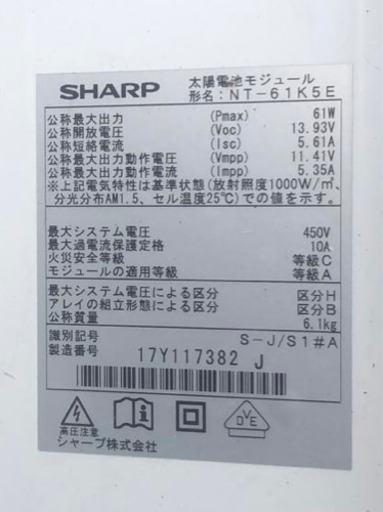 SHARP 太陽電池モジュール
形名：NT-61K5E
公称最大出力 (Pmax) 61W
公称開放電圧 (Voc) 13.93V
公称短絡電流 (Isc) 5.61A
公称最大出力動作電圧 (Vmpp) 11.41V
公称最大出力動作電流 (Impp) 5.35A
※上記電気特性は基準状態(放射照度1000W/㎡、
分光分布AM1.5、セル温度25℃)での値を示す。
最大システム電圧 450V
最大過電流保護定格 10A
火災安全等級 等級C
モジュールの適用等級 等級A
最大システム電圧による区分 区分H
アレイの組立形態による区分 区分B
公称質量 6.1kg
識別記号 S-J/S1#A
製造番号 17Y117382 J
高圧注意
DVE
シャープ株式会社